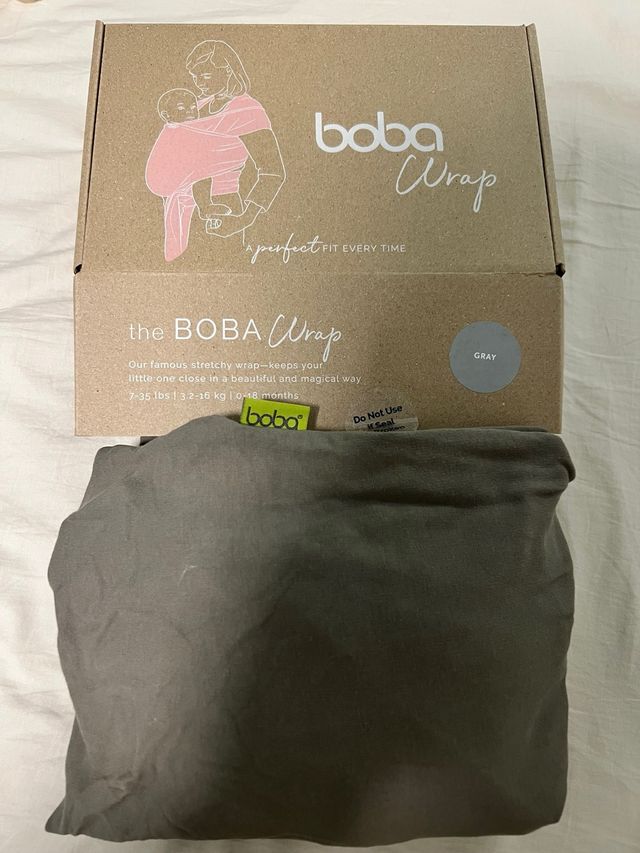 boba
Wrap
A perfect FIT EVERY TIME
the BOBA Wrap
GRAY
Our famous stretchy wrap—keeps your
little one close in a beautiful and magical way
7-35 lbs | 3.2-16 kg | 0-18 months
boba®
Do Not Use
If Seal